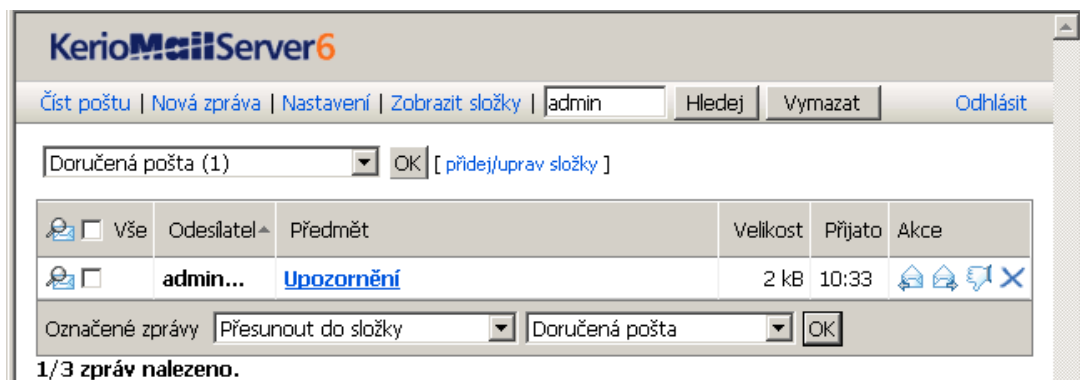 KerioMailServer6
Číst poštu | Nová zpráva | Nastavení | Zobrazit složky | admin Hledej Vymazat Odhlásit
Doručená pošta (1) OK [ přidej/uprav složky ]
Vše Odesílatel Předmět Velikost Přijato Akce
admin... Upozornění 2 kB 10:33
Označené zprávy Přesunout do složky Doručená pošta OK
1/3 zpráv nalezeno.